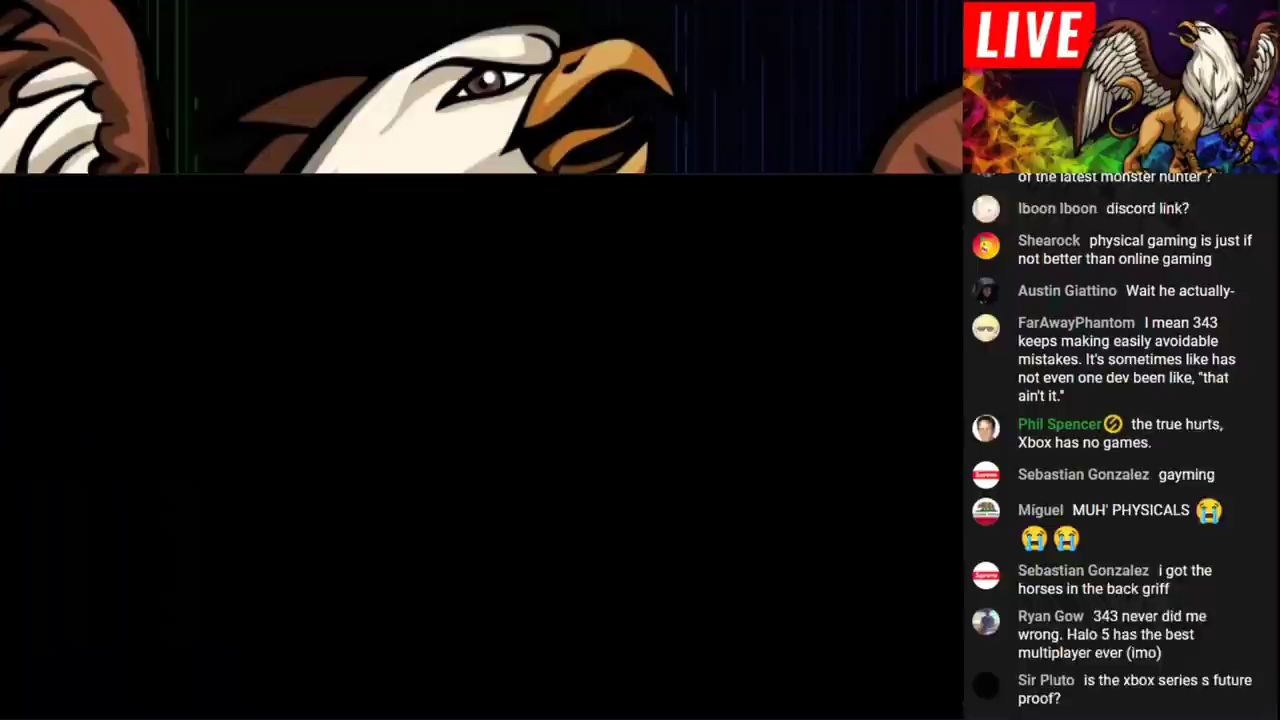 LIVE
of the latest monster hunter ?
Iboon Iboon discord link?
Shearock physical gaming is just if
not better than online gaming
Austin Giattino Wait he actually-
FarAwayPhantom I mean 343
keeps making easily avoidable
mistakes. It's sometimes like has
not even one dev been like, "that
ain't it."
Phil Spencer the true hurts,
Xbox has no games.
Sebastian Gonzalez gayming
Miguel MUH' PHYSICALS 😭
😭 😭
Sebastian Gonzalez i got the
horses in the back griff
Ryan Gow 343 never did me
wrong. Halo 5 has the best
multiplayer ever (imo)
Sir Pluto is the xbox series s future
proof?